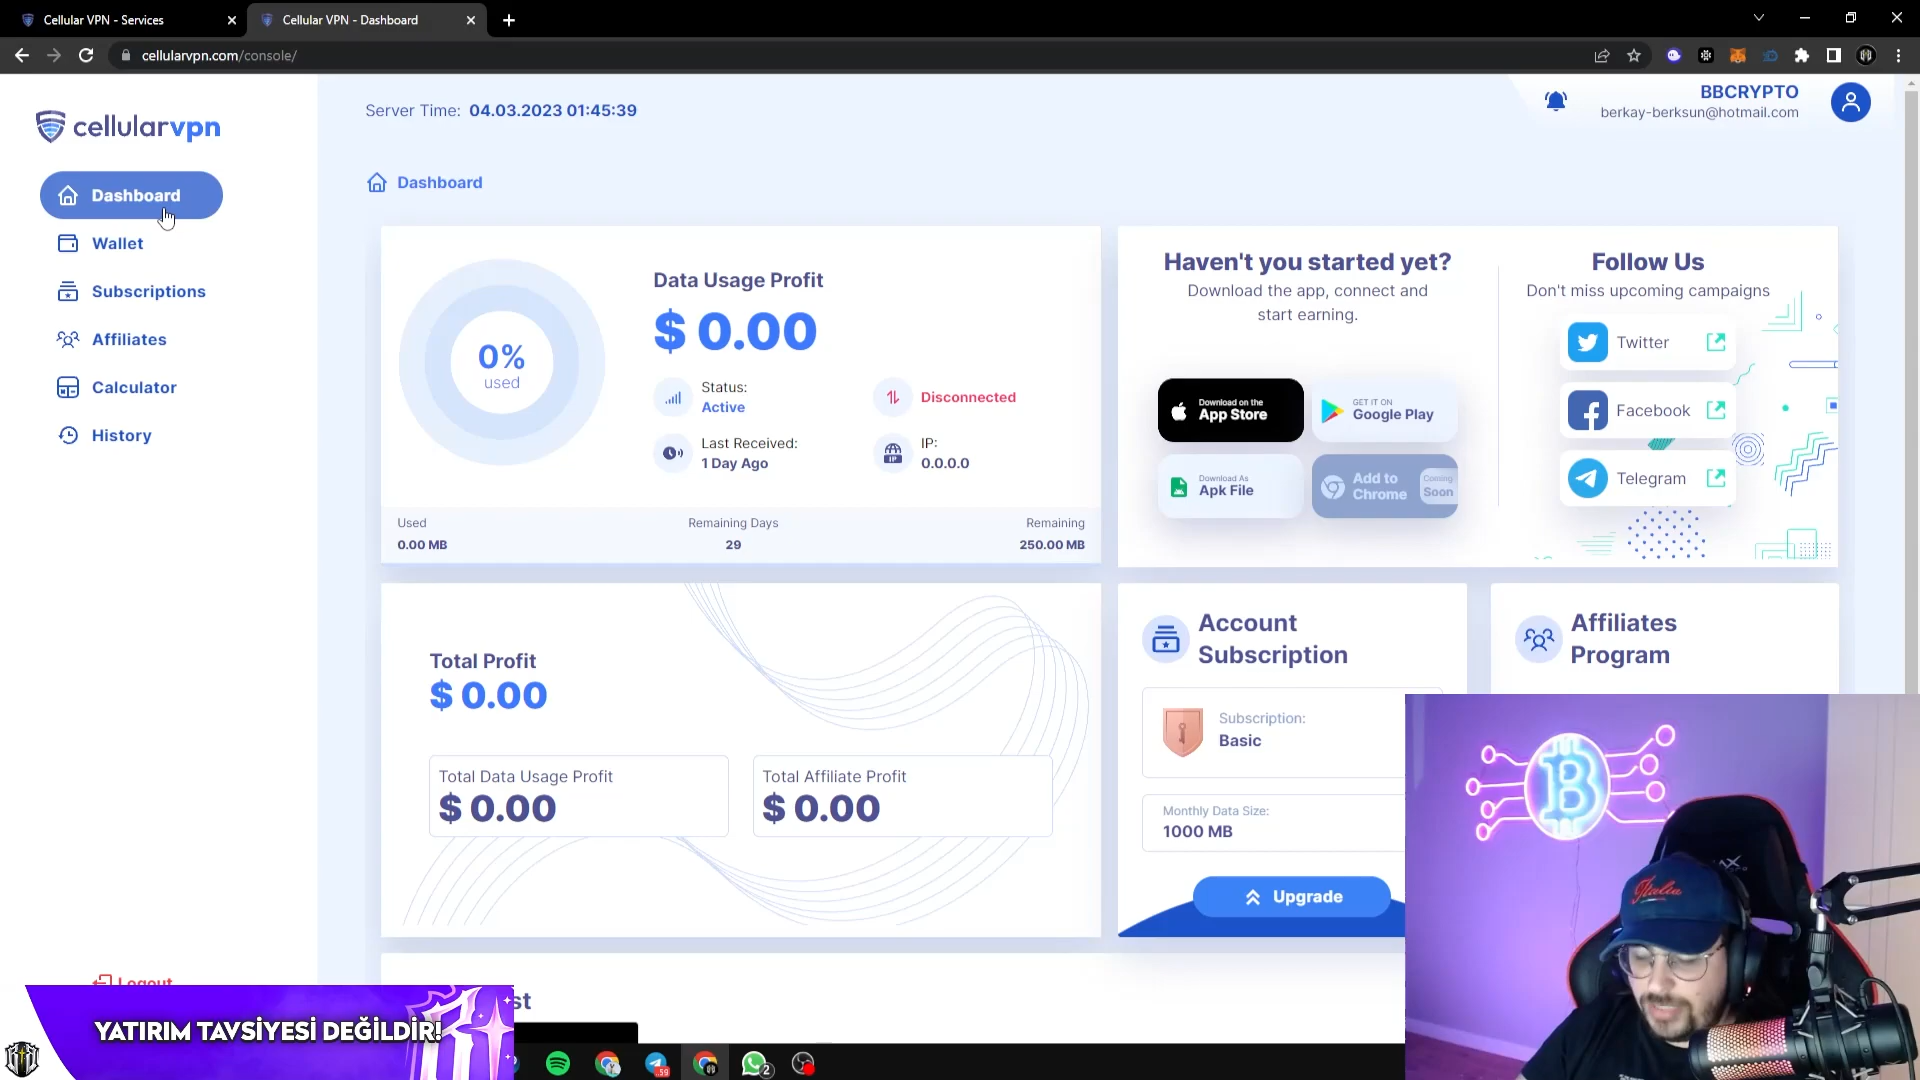 Cellular VPN - Services
Cellular VPN - Dashboard
cellularvpn.com/console/
cellularvpn
Server Time: 04.03.2023 01:45:39
BBCRYPTO
berkay-berksun@hotmail.com
Dashboard
Wallet
Subscriptions
Affiliates
Calculator
History
Logout
Dashboard
0%
used
Data Usage Profit
$ 0.00
Status:
Active
Disconnected
Last Received:
1 Day Ago
IP:
0.0.0.0
Used
0.00 MB
Remaining Days
29
Remaining
250.00 MB
Haven't you started yet?
Download the app, connect and
start earning.
Download on the
App Store
GET IT ON
Google Play
Download As
Apk File
Add to
Chrome
Coming
Soon
Follow Us
Don't miss upcoming campaigns
Twitter
Facebook
Telegram
Total Profit
$ 0.00
Total Data Usage Profit
$ 0.00
Total Affiliate Profit
$ 0.00
Account
Subscription
Subscription:
Basic
Monthly Data Size:
1000 MB
Upgrade
Affiliates
Program
st
YATIRIM TAVSİYESİ DEĞİLDİR!
59
2
Italia